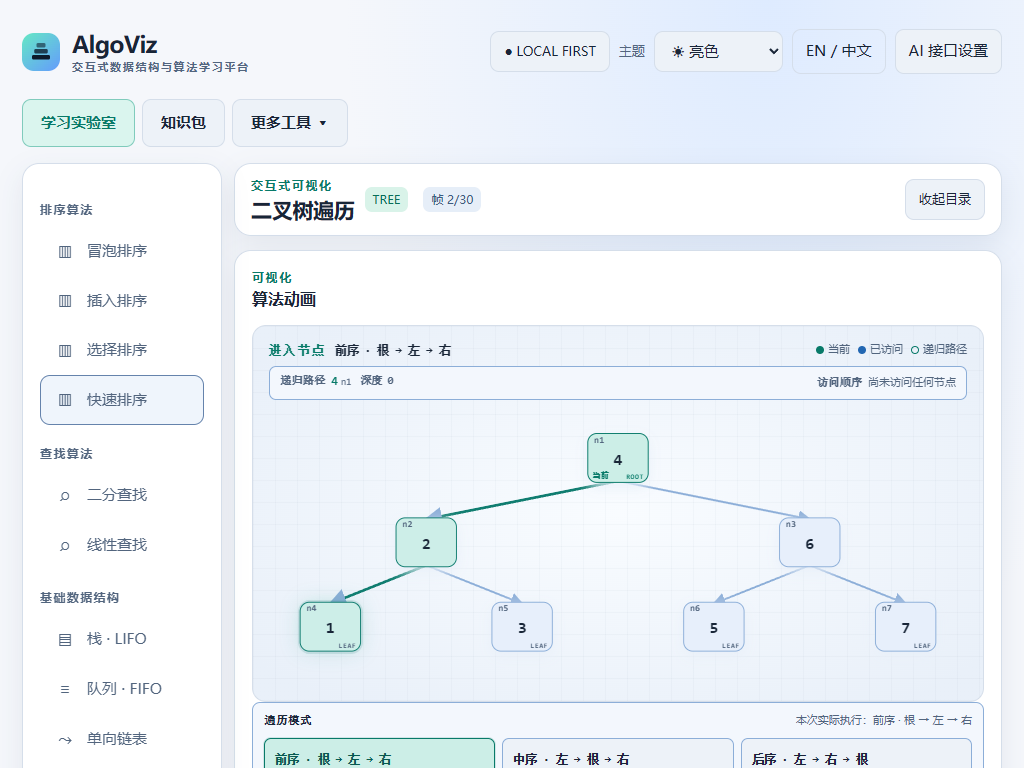 AlgoViz
交互式数据结构与算法学习平台
● LOCAL FIRST
主题
☀ 亮色
EN / 中文
AI 接口设置
学习实验室
知识包
更多工具 ▼
排序算法
冒泡排序
插入排序
选择排序
快速排序
查找算法
二分查找
线性查找
基础数据结构
栈 · LIFO
队列 · FIFO
单向链表
交互式可视化
二叉树遍历
TREE
帧 2/30
收起目录
可视化
算法动画
进入节点 前序 · 根 → 左 → 右
当前 已访问 递归路径
递归路径 4 n1 深度 0
访问顺序 尚未访问任何节点
n1
4
当前 ROOT
n2
2
n3
6
n4
1
LEAF
n5
3
LEAF
n6
5
LEAF
n7
7
LEAF
遍历模式
本次实际执行: 前序 · 根 → 左 → 右
前序 · 根 → 左 → 右
中序 · 左 → 根 → 右
后序 · 左 → 右 → 根